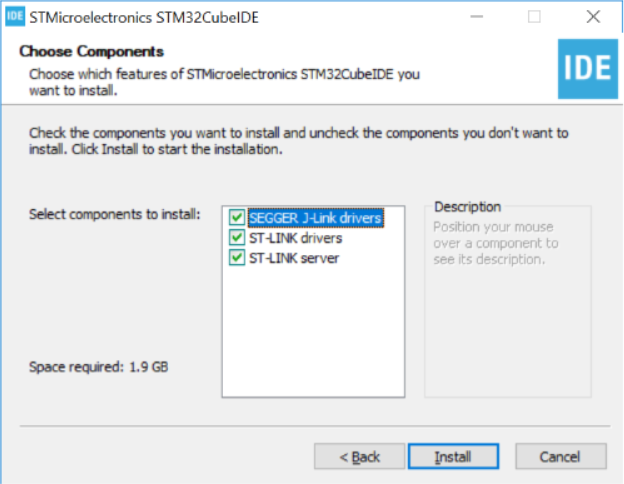 IDE STMicroelectronics STM32CubeIDE
Choose Components
Choose which features of STMicroelectronics STM32CubeIDE you
want to install.
IDE
Check the components you want to install and uncheck the components you don't want to
install. Click Install to start the installation.
Select components to install:
SEGGER J-Link drivers
ST-LINK drivers
ST-LINK server
Description
Position your mouse
over a component to
see its description.
Space required: 1.9 GB
< Back
Install
Cancel